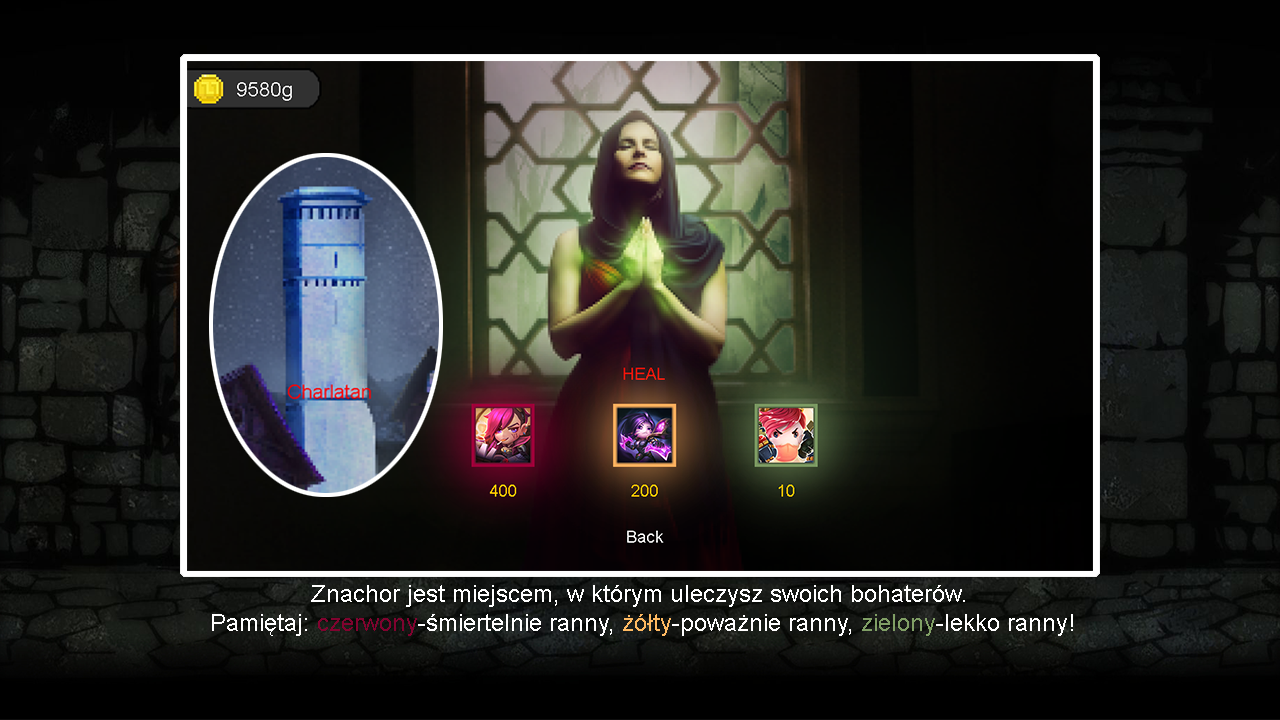 9580g
Charlatan
HEAL
400 200 10
Back
Znachor jest miejscem, w którym uleczysz swoich bohaterów.
Pamiętaj: czerwony-śmiertelnie ranny, żółty-poważnie ranny, zielony-lekko ranny!